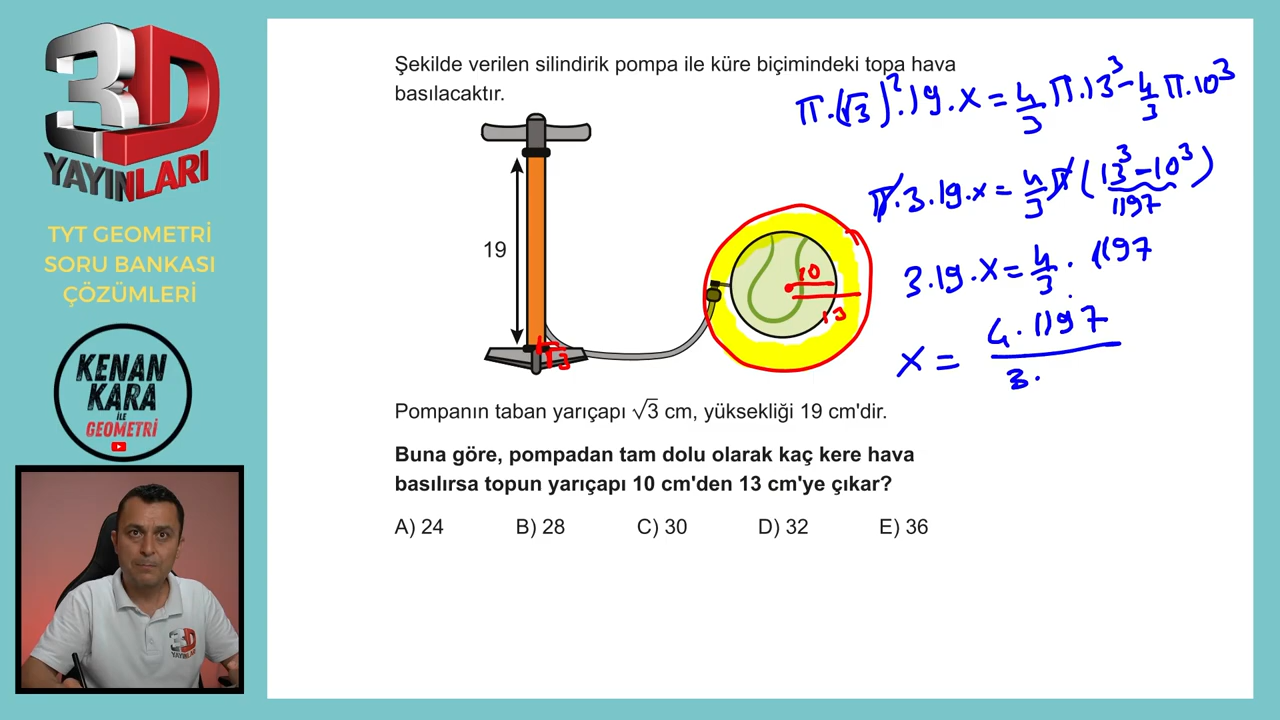 3D
YAYINLARI
TYT GEOMETRİ
SORU BANKASI
ÇÖZÜMLERİ
KENAN
KARA
İLE
GEOMETRİ
3D
YAYINLARI
Şekilde verilen silindirik pompa ile küre biçimindeki topa hava
basılacaktır.
19
10
13
√3
Pompanın taban yarıçapı √3 cm, yüksekliği 19 cm'dir.
Buna göre, pompadan tam dolu olarak kaç kere hava
basılırsa topun yarıçapı 10 cm'den 13 cm'ye çıkar?
A) 24 B) 28 C) 30 D) 32 E) 36
π.(√3)².19.x = 4/3 π.13³ - 4/3 π.10³
π.3.19.x = 4/3 π (13³ - 10³)
1197
3.19.x = 4/3 . 1197
x = 4.1197 / 3.